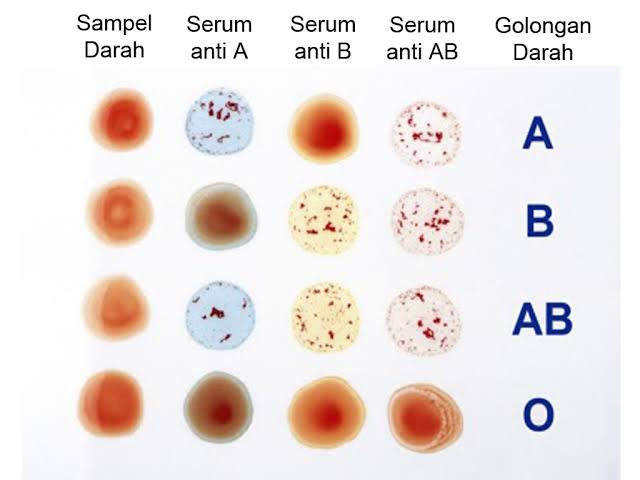 Sampel Darah
Serum anti A
Serum anti B
Serum anti AB
Golongan Darah
A
B
AB
O